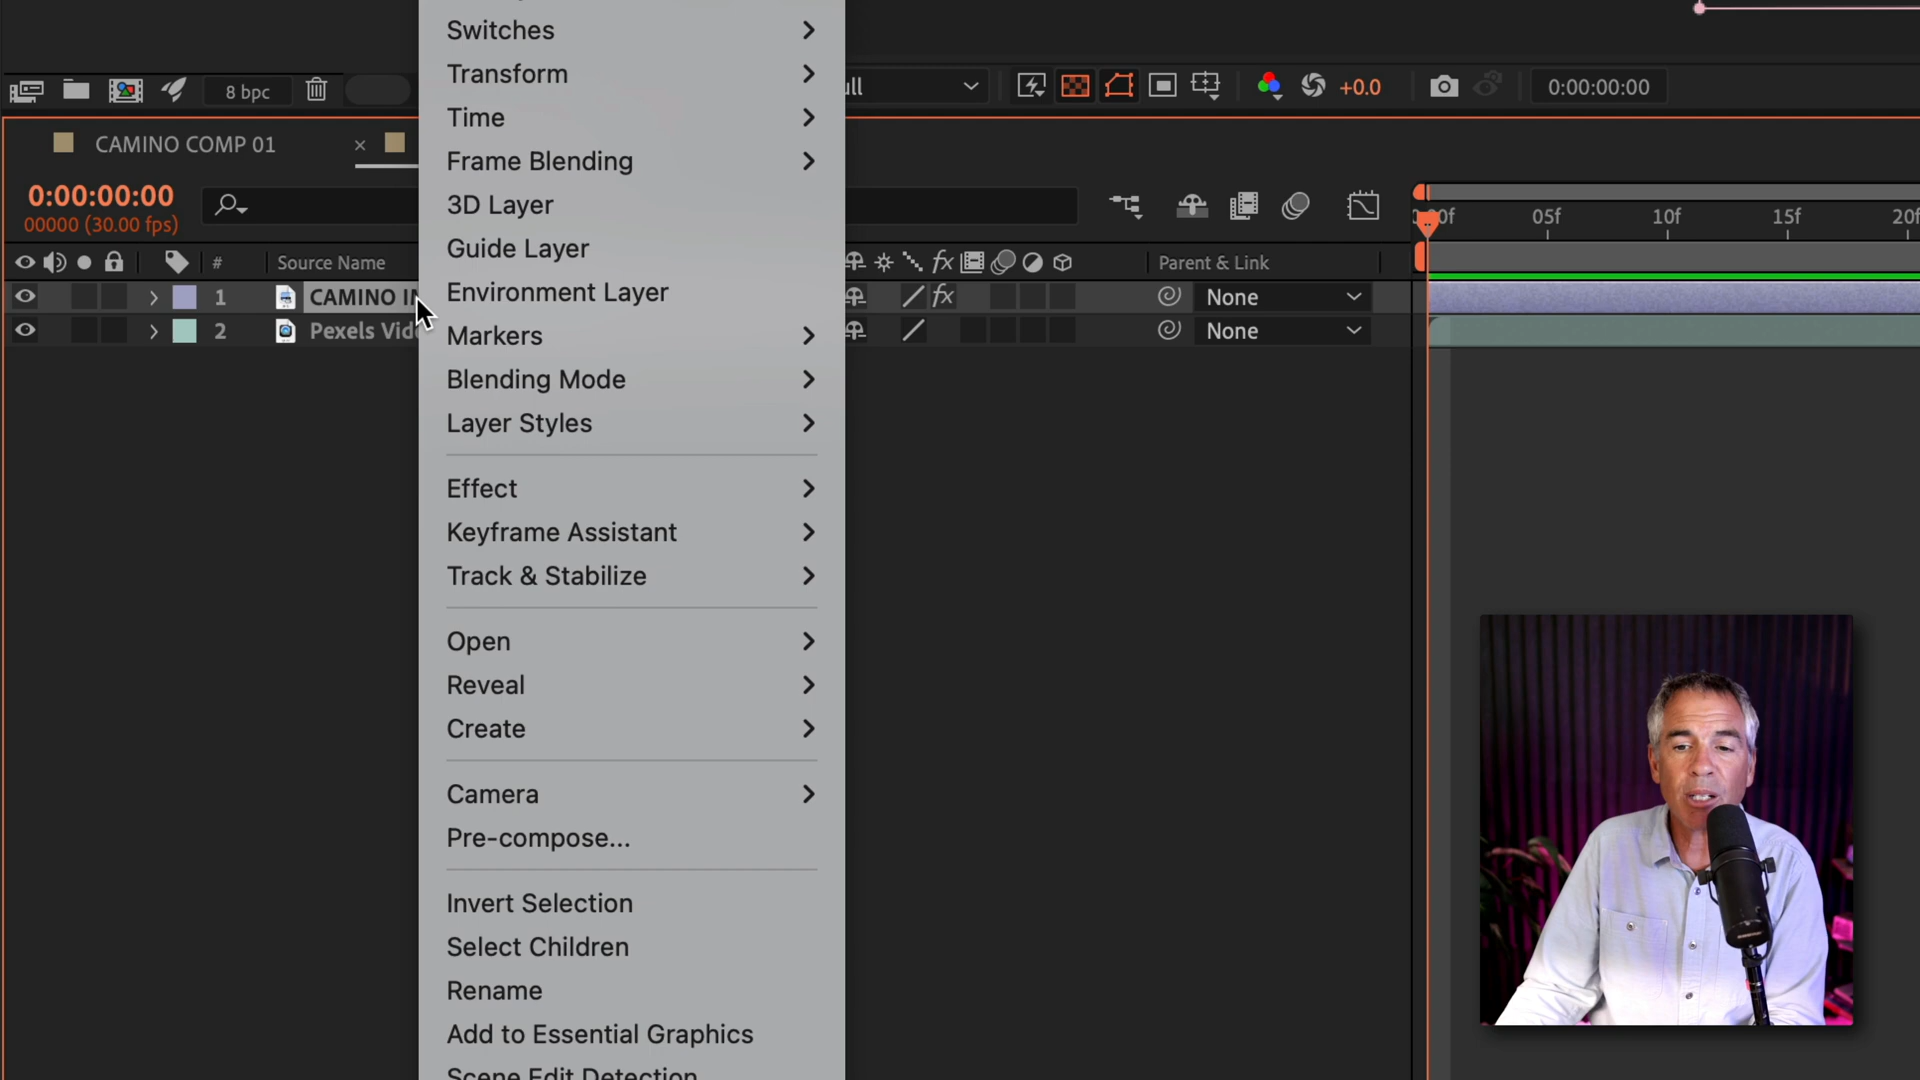 Switches
Transform
Time
Frame Blending
3D Layer
Guide Layer
Environment Layer
Markers
Blending Mode
Layer Styles
Effect
Keyframe Assistant
Track & Stabilize
Open
Reveal
Create
Camera
Pre-compose...
Invert Selection
Select Children
Rename
Add to Essential Graphics
Scene Edit Detection
8 bpc
+0.0
0:00:00:00
CAMINO COMP 01
0:00:00:00
00000 (30.00 fps)
05f 10f 15f 20f
# Source Name
fx
Parent & Link
1 CAMINO
fx
None
2 Pexels
None